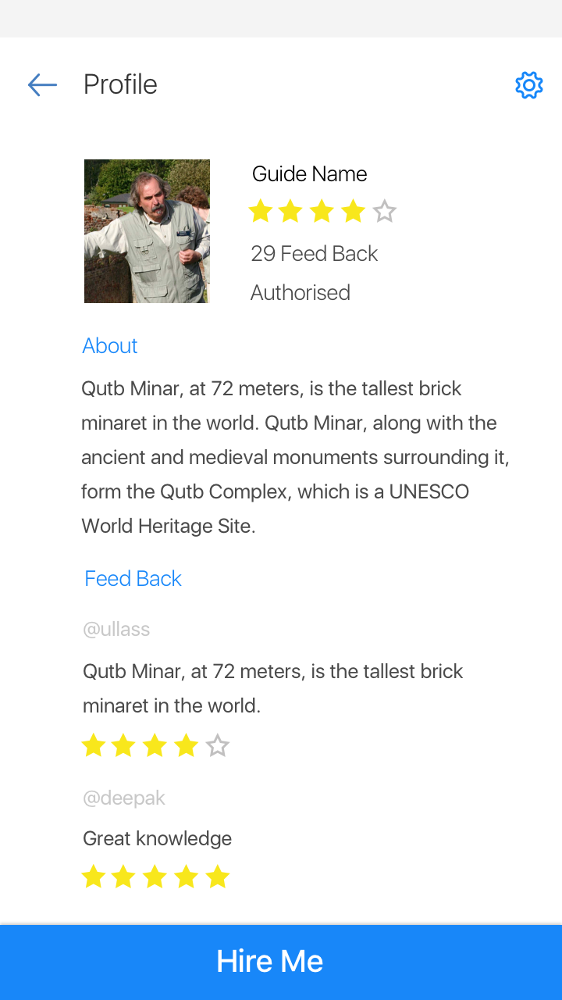 Profile
Guide Name
29 Feed Back
Authorised
About
Qutb Minar, at 72 meters, is the tallest brick
minaret in the world. Qutb Minar, along with the
ancient and medieval monuments surrounding it,
form the Qutb Complex, which is a UNESCO
World Heritage Site.
Feed Back
@ullass
Qutb Minar, at 72 meters, is the tallest brick
minaret in the world.
@deepak
Great knowledge
Hire Me